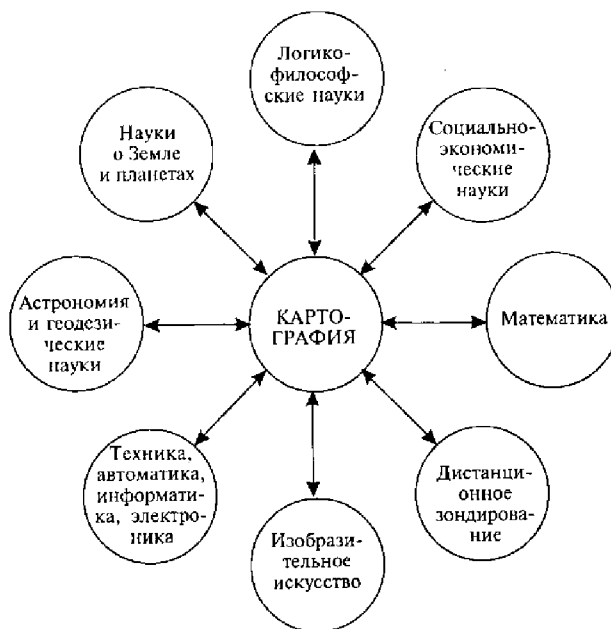 Логико-
философ-
ские науки
Науки
о Земле
и планетах
Социально-
экономи-
ческие
науки
Астрономия
и геодези-
ческие
науки
КАРТО-
ГРАФИЯ
Математика
Техника,
автоматика,
информати-
ка, электро-
ника
Дистанци-
онное
зондирова-
ние
Изобрази-
тельное
искусство